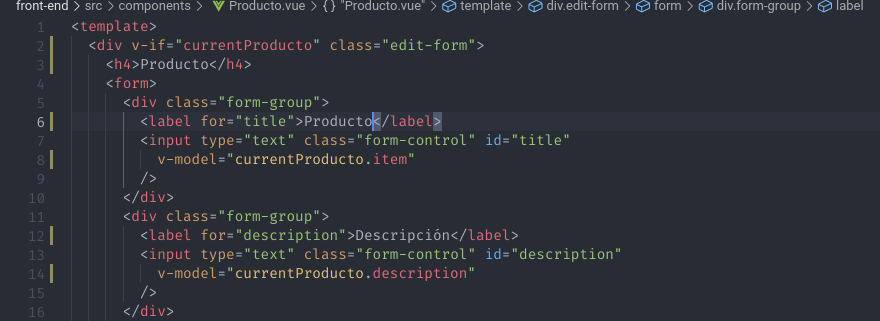 front-end > src > components > Producto.vue > {} "Producto.vue" > template > div.edit-form > form > div.form-group > label
1 <template>
2 <div v-if="currentProducto" class="edit-form">
3 <h4>Producto</h4>
4 <form>
5 <div class="form-group">
6 <label for="title">Producto</label>
7 <input type="text" class="form-control" id="title"
8 v-model="currentProducto.item"
9 />
10 </div>
11 <div class="form-group">
12 <label for="description">Descripción</label>
13 <input type="text" class="form-control" id="description"
14 v-model="currentProducto.description"
15 />
16 </div>